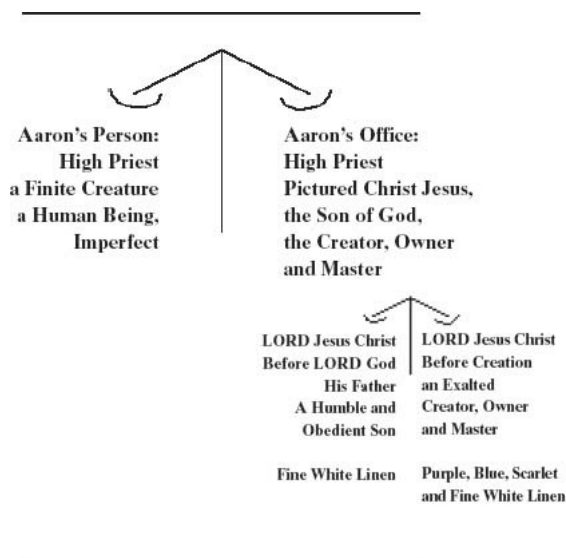 Aaron's Person:
High Priest
a Finite Creature
a Human Being,
Imperfect
Aaron's Office:
High Priest
Pictured Christ Jesus,
the Son of God,
the Creator, Owner
and Master
LORD Jesus Christ
Before LORD God
His Father
A Humble and
Obedient Son
Fine White Linen
LORD Jesus Christ
Before Creation
an Exalted
Creator, Owner
and Master
Purple, Blue, Scarlet
and Fine White Linen